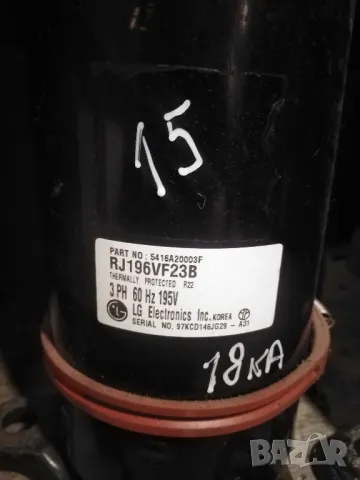 15
PART NO : 5416A20003F
RJ196VF23B
THERMALLY PROTECTED R22
3 PH 60 Hz 195V
LG Electronics Inc. KOREA
SERIAL NO. 97KCD146JG29 - A31
18кА
BAZAR